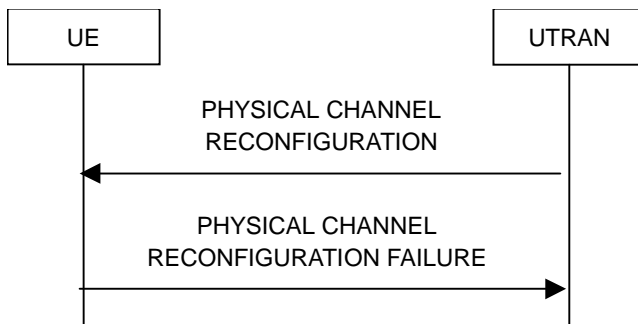 UE
UTRAN
PHYSICAL CHANNEL
RECONFIGURATION
PHYSICAL CHANNEL
RECONFIGURATION FAILURE